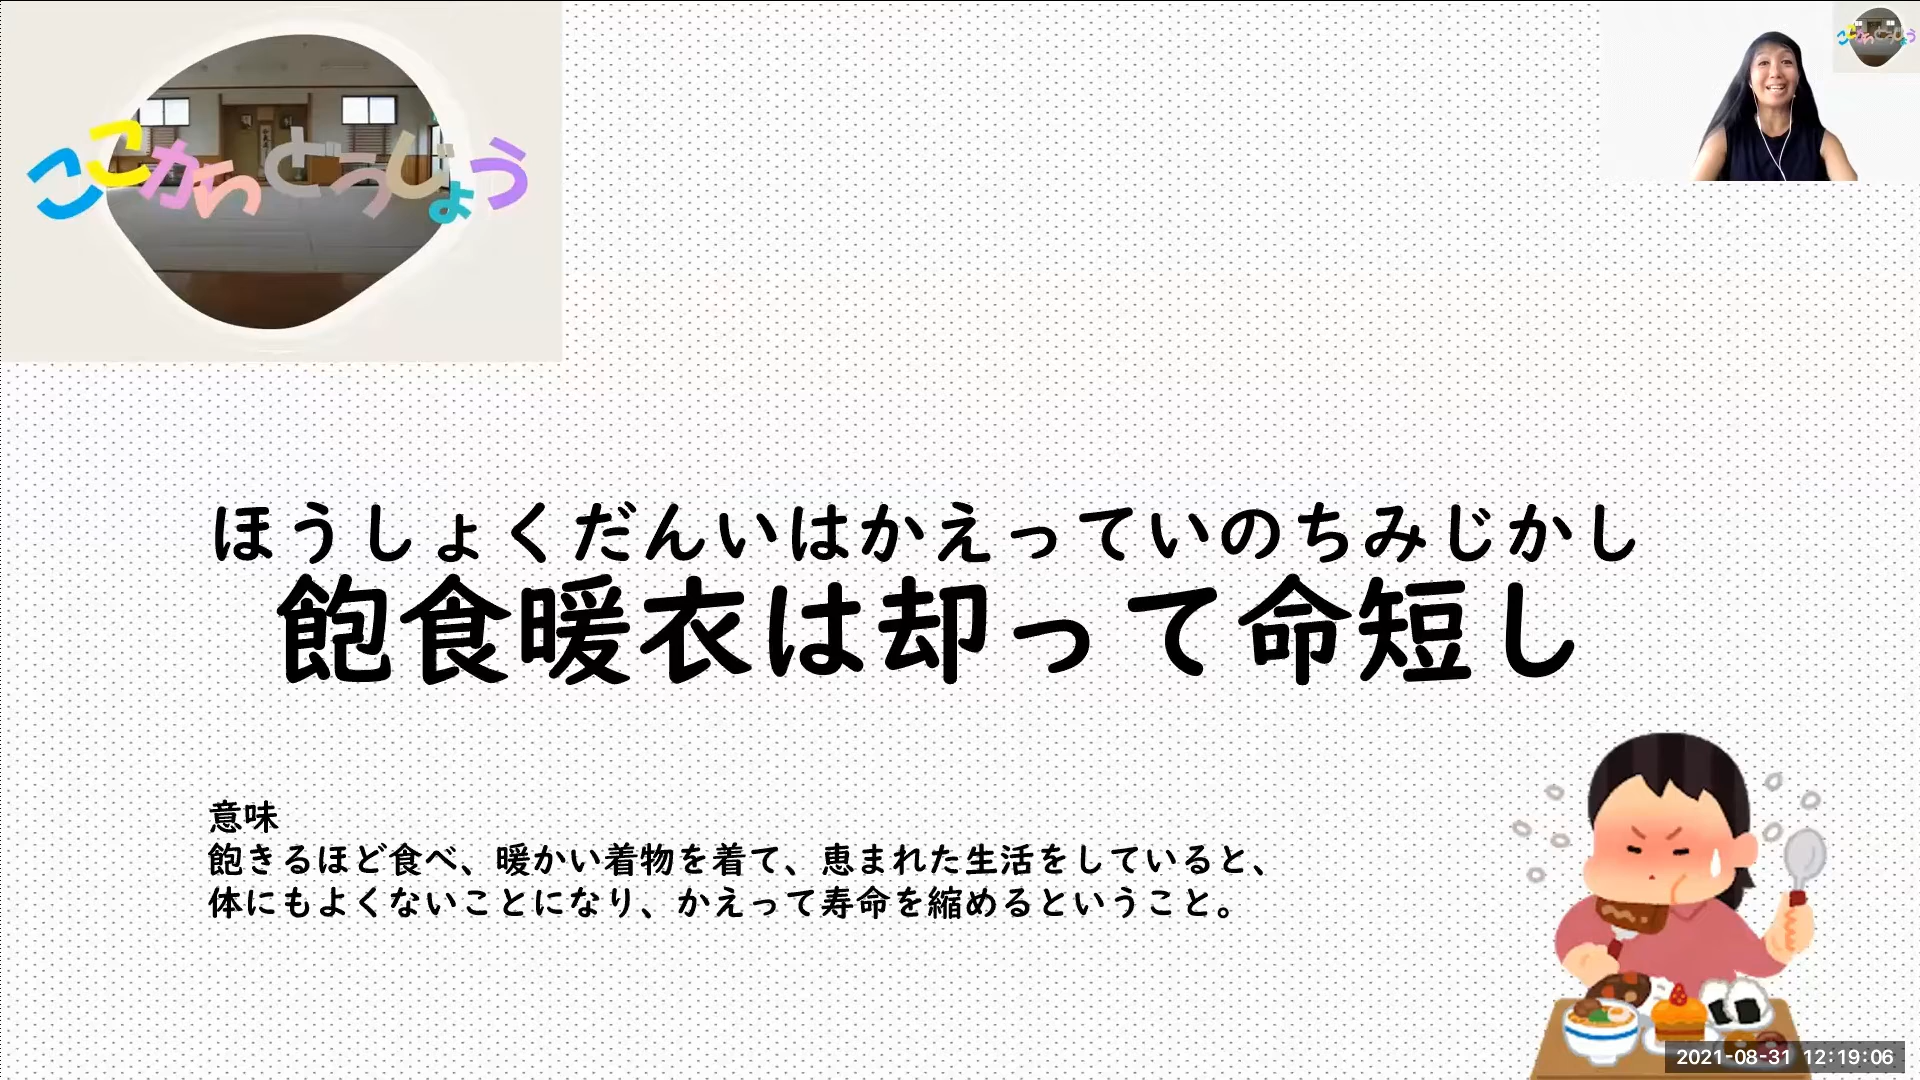 ここかわどうじょう
ほうしょくだんいはかえっていのちみじかし
飽食暖衣は却って命短し
意味
飽きるほど食べ、暖かい着物を着て、恵まれた生活をしていると、
体にもよくないことになり、かえって寿命を縮めるということ。
2021-08-31 12:19:06